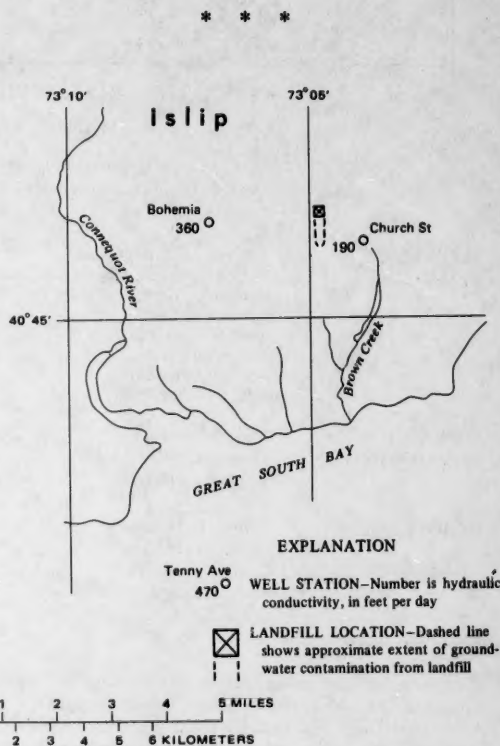 * * *
73°10'
73°05'
Islip
Bohemia
360
Church St
190
Connequot River
40°45'
Brown Creek
GREAT SOUTH BAY
EXPLANATION
Tenny Ave
470
WELL STATION—Number is hydraulic
conductivity, in feet per day
LANDFILL LOCATION—Dashed line
shows approximate extent of ground-
water contamination from landfill
1 2 3 4 5 MILES
2 3 4 5 6 KILOMETERS